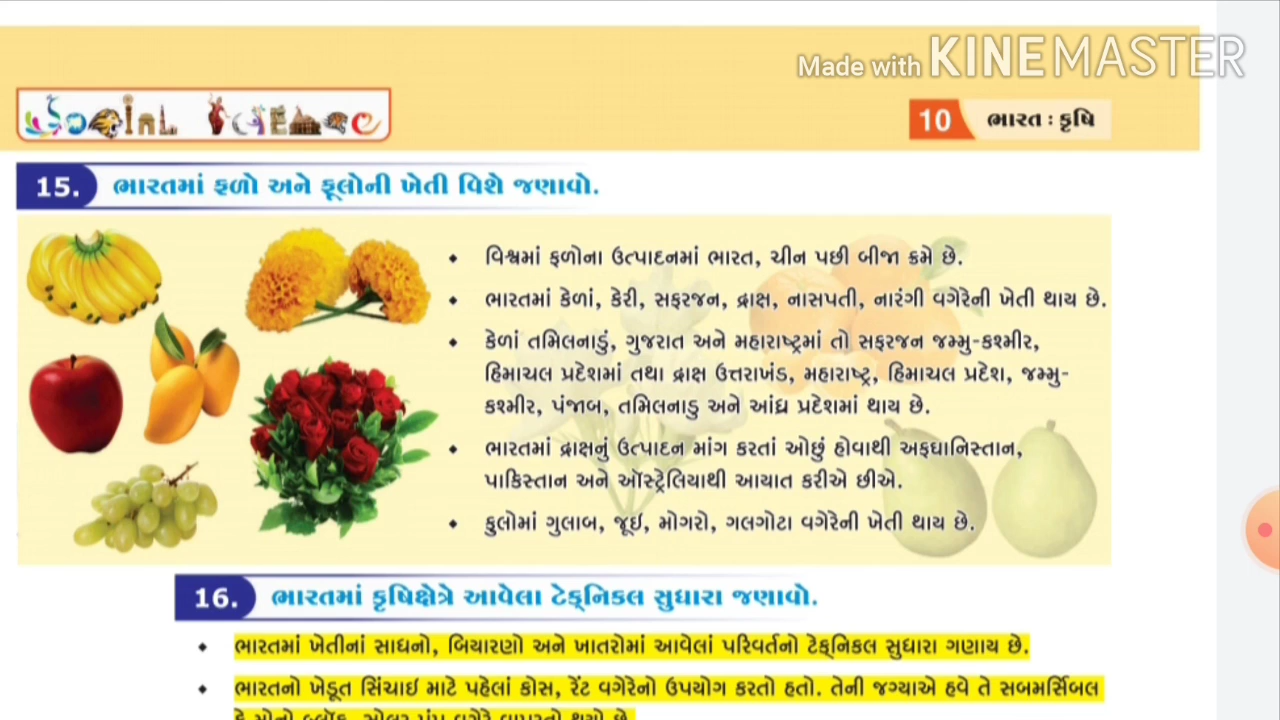 Made with KINEMASTER
Social Science
10 ભારત : કૃષિ
15. ભારતમાં ફળો અને ફૂલોની ખેતી વિશે જણાવો.
• વિશ્વમાં ફળોના ઉત્પાદનમાં ભારત, ચીન પછી બીજા ક્રમે છે.
• ભારતમાં કેળાં, કેરી, સફરજન, દ્રાક્ષ, નાસપતી, નારંગી વગેરેની ખેતી થાય છે.
• કેળાં તમિલનાડું, ગુજરાત અને મહારાષ્ટ્રમાં તો સફરજન જમ્મુ-કશ્મીર,
હિમાચલ પ્રદેશમાં તથા દ્રાક્ષ ઉત્તરાખંડ, મહારાષ્ટ્ર, હિમાચલ પ્રદેશ, જમ્મુ-
કશ્મીર, પંજાબ, તમિલનાડુ અને આંધ્ર પ્રદેશમાં થાય છે.
• ભારતમાં દ્રાક્ષનું ઉત્પાદન માંગ કરતાં ઓછું હોવાથી અફઘાનિસ્તાન,
પાકિસ્તાન અને ઑસ્ટ્રેલિયાથી આયાત કરીએ છીએ.
• ફુલોમાં ગુલાબ, જૂઇ, મોગરો, ગલગોટા વગેરેની ખેતી થાય છે.
16. ભારતમાં કૃષિક્ષેત્રે આવેલા ટેક્‌નિકલ સુધારા જણાવો.
• ભારતમાં ખેતીનાં સાધનો, બિયારણો અને ખાતરોમાં આવેલાં પરિવર્તનો ટેક્‌નિકલ સુધારા ગણાય છે.
• ભારતનો ખેડૂત સિંચાઇ માટે પહેલાં કોસ, રેંટ વગેરેનો ઉપયોગ કરતો હતો. તેની જગ્યાએ હવે તે સબમર્સિબલ